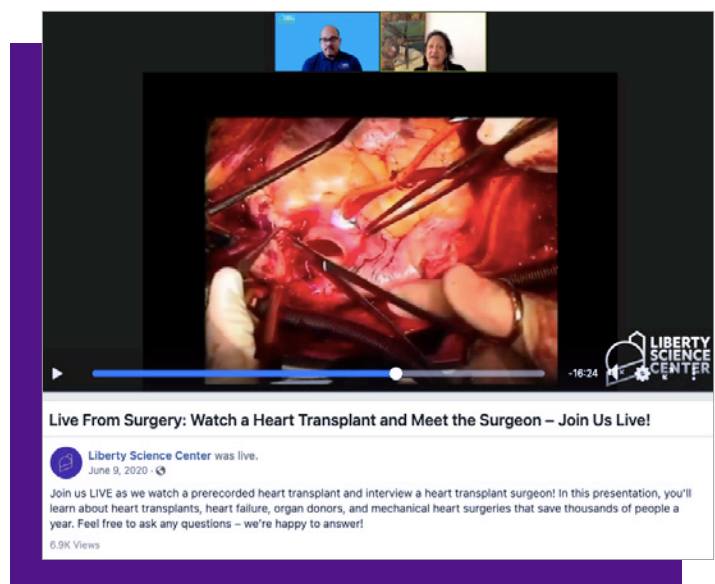 -16:24
LIBERTY
SCIENCE
CENTER
Live From Surgery: Watch a Heart Transplant and Meet the Surgeon – Join Us Live!
Liberty Science Center was live.
June 9, 2020 ·
Join us LIVE as we watch a prerecorded heart transplant and interview a heart transplant surgeon! In this presentation, you'll
learn about heart transplants, heart failure, organ donors, and mechanical heart surgeries that save thousands of people a
year. Feel free to ask any questions – we're happy to answer!
6.9K Views